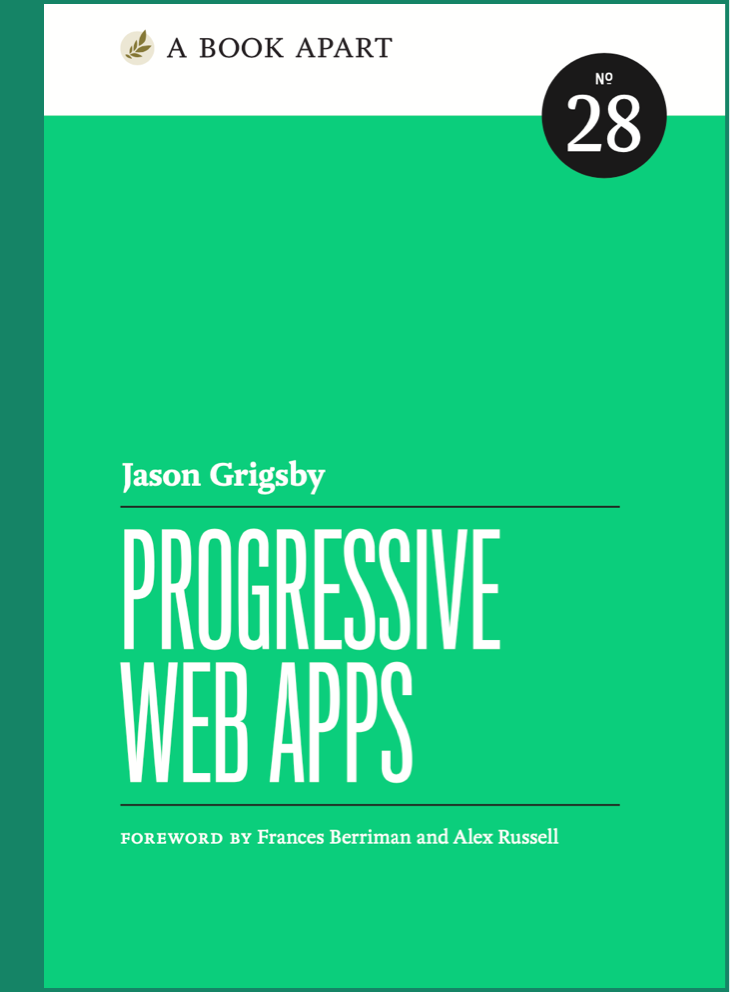 A BOOK APART
Nº
28
Jason Grigsby
PROGRESSIVE
WEB APPS
FOREWORD BY Frances Berriman and Alex Russell